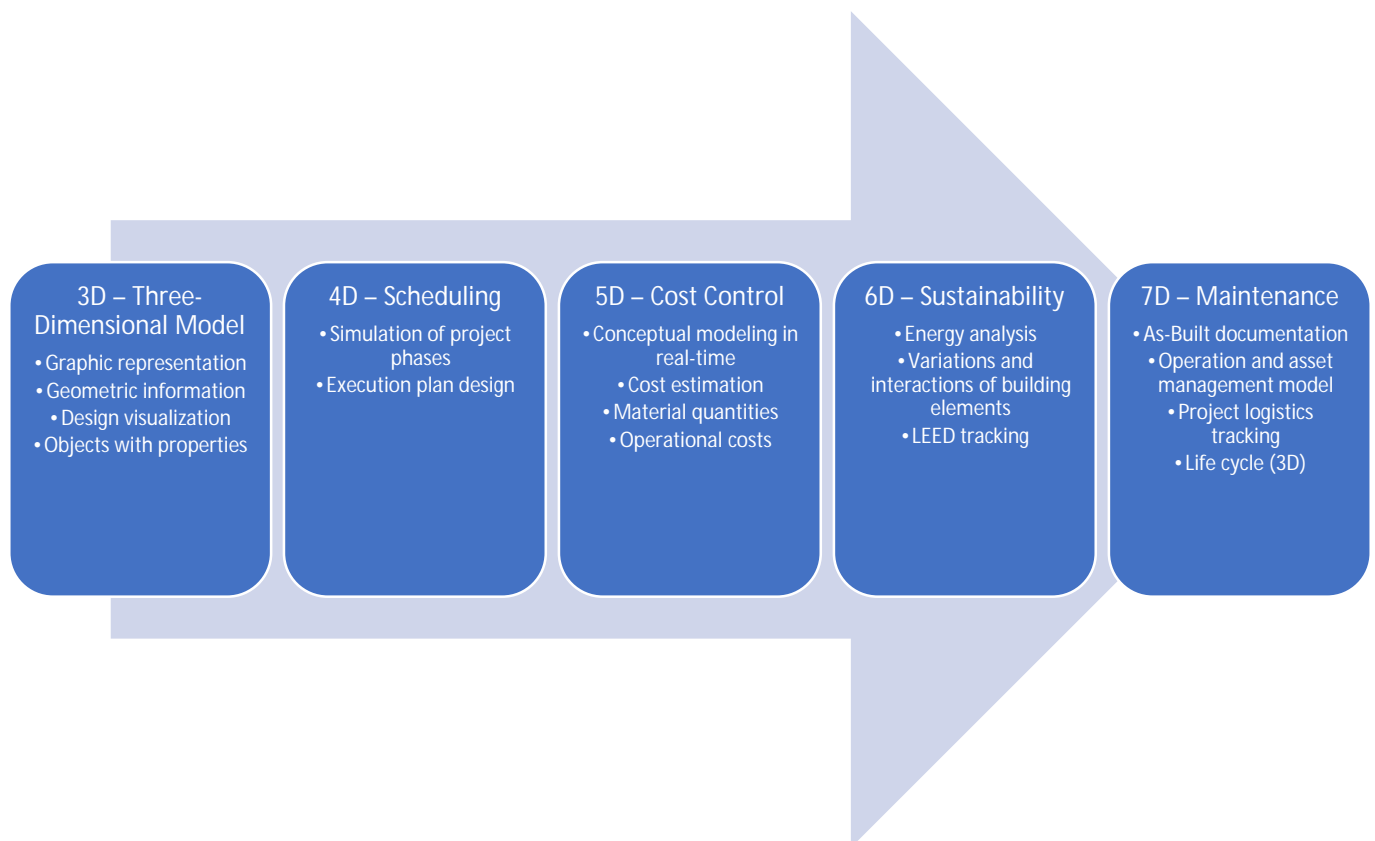 3D – Three-
Dimensional Model
• Graphic representation
• Geometric information
• Design visualization
• Objects with properties
4D – Scheduling
• Simulation of project
phases
• Execution plan design
5D – Cost Control
• Conceptual modeling in
real-time
• Cost estimation
• Material quantities
• Operational costs
6D – Sustainability
• Energy analysis
• Variations and
interactions of building
elements
• LEED tracking
7D – Maintenance
• As-Built documentation
• Operation and asset
management model
• Project logistics
tracking
• Life cycle (3D)